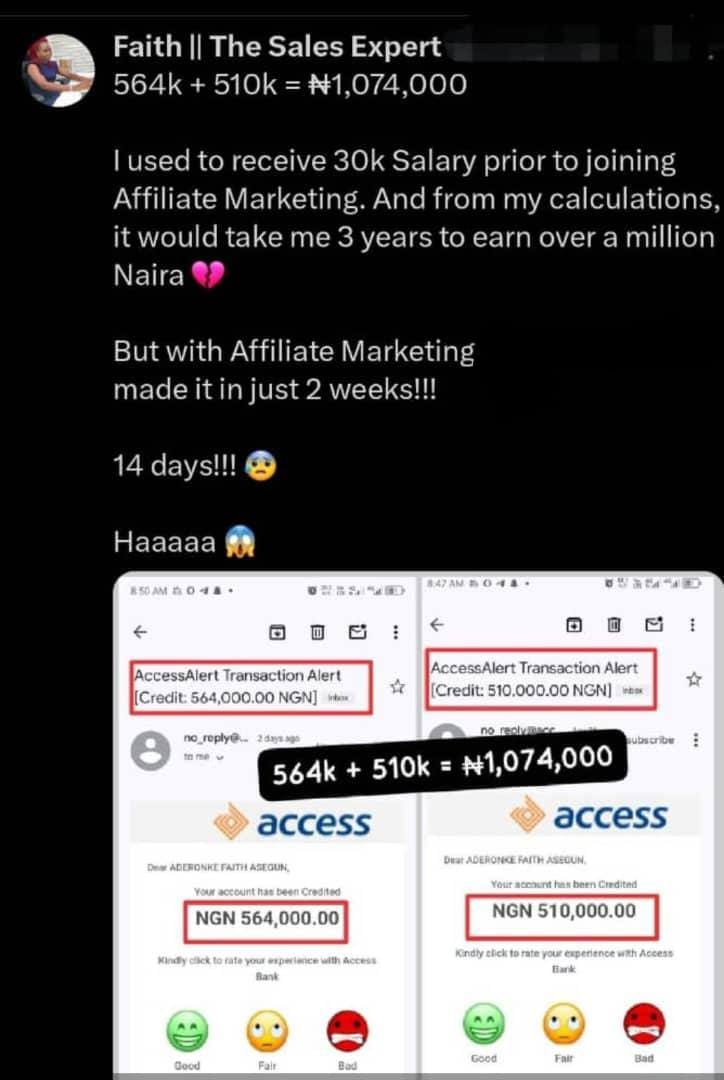 Faith || The Sales Expert
564k + 510k = ₦1,074,000
I used to receive 30k Salary prior to joining
Affiliate Marketing. And from my calculations,
it would take me 3 years to earn over a million
Naira 💔
But with Affiliate Marketing
made it in just 2 weeks!!!
14 days!!! 😰
Haaaaa 😱
8:50 AM
AccessAlert Transaction Alert
[Credit: 564,000.00 NGN] Inbox
no_reply@... 2 days ago
to me
access
Dear ADERONKE FAITH ASEGUN,
Your account has been Credited
NGN 564,000.00
Kindly click to rate your experience with Access
Bank
Good Fair Bad
8:47 AM
AccessAlert Transaction Alert
[Credit: 510,000.00 NGN] Inbox
no_reply@acc
subscribe
564k + 510k = ₦1,074,000
access
Dear ADERONKE FAITH ASEGUN,
Your account has been Credited
NGN 510,000.00
Kindly click to rate your experience with Access
Bank
Good Fair Bad